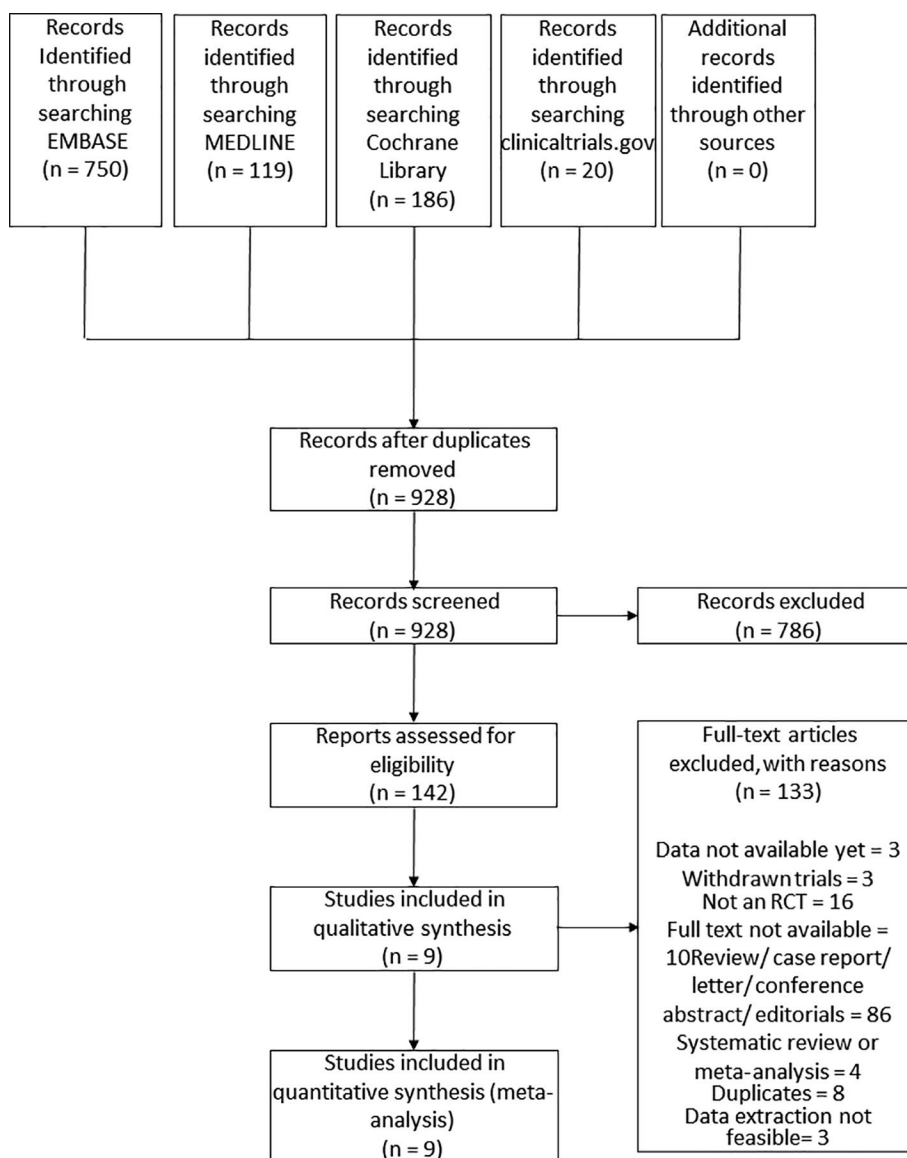 Records
Identified
through
searching
EMBASE
(n = 750)
Records
identified
through
searching
MEDLINE
(n = 119)
Records
identified
through
searching
Cochrane
Library
(n = 186)
Records
identified
through
searching
clinicaltrials.gov
(n = 20)
Additional
records
identified
through other
sources
(n = 0)
Records after duplicates
removed
(n = 928)
Records screened
(n = 928)
Records excluded
(n = 786)
Reports assessed for
eligibility
(n = 142)
Full-text articles
excluded, with reasons
(n = 133)
Data not available yet = 3
Withdrawn trials = 3
Not an RCT = 16
Full text not available =
10Review/ case report/
letter/ conference
abstract/ editorials = 86
Systematic review or
meta-analysis = 4
Duplicates = 8
Data extraction not
feasible= 3
Studies included in
qualitative synthesis
(n = 9)
Studies included in
quantitative synthesis (meta-
analysis)
(n = 9)